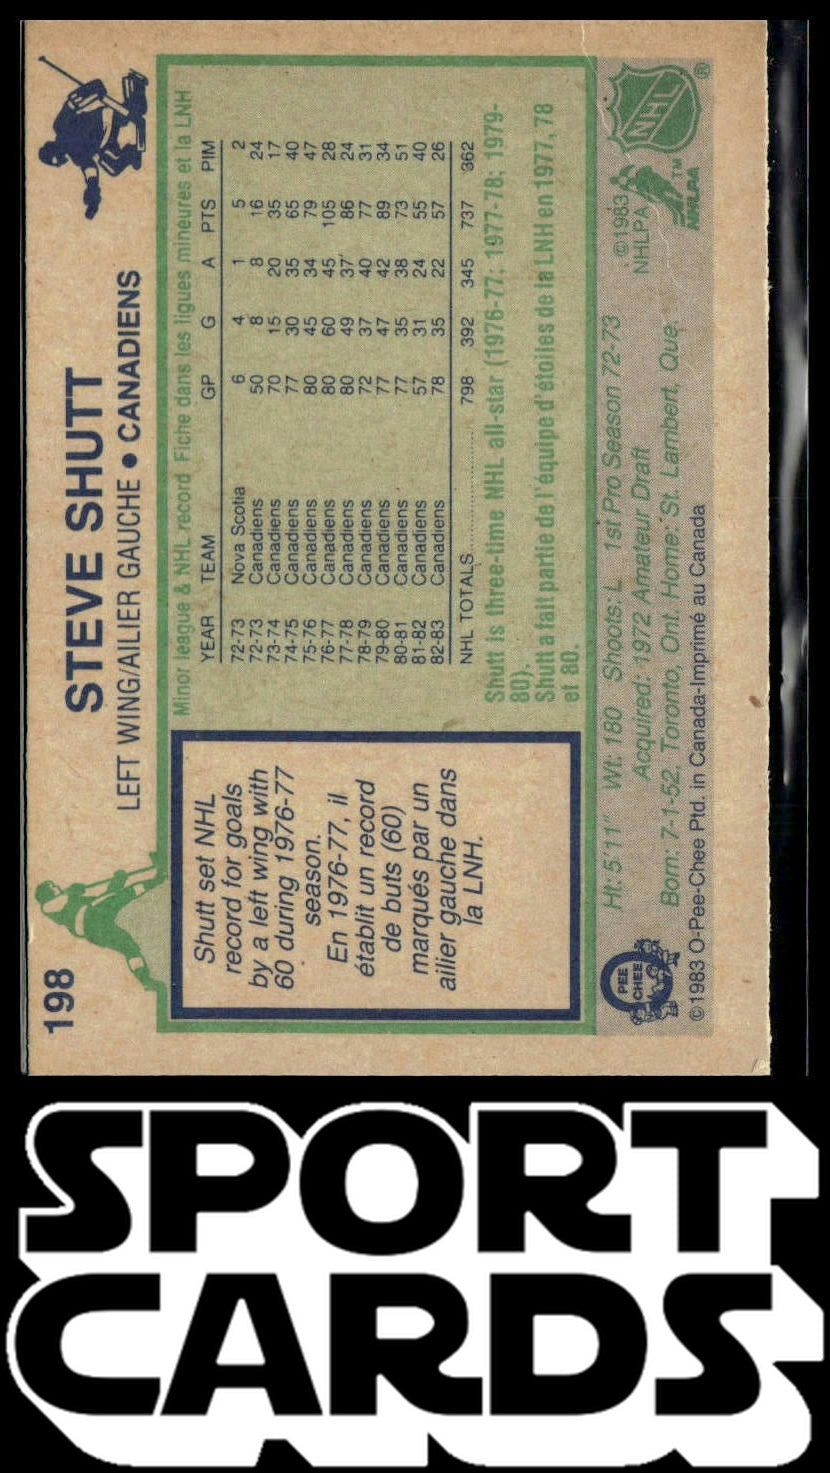 198
STEVE SHUTT
LEFT WING/AILIER GAUCHE • CANADIENS
Shutt set NHL
record for goals
by a left wing with
60 during 1976-77
season.
En 1976-77, il
établit un record
de buts (60)
marqués par un
ailier gauche dans
la LNH.
Minor league & NHL record Fiche dans les ligues mineures et la LNH
YEAR TEAM GP G A PTS PIM
72-73 Nova Scotia 6 4 1 5 2
72-73 Canadiens 50 8 8 16 24
73-74 Canadiens 70 15 20 35 17
74-75 Canadiens 77 30 35 65 40
75-76 Canadiens 80 45 34 79 47
76-77 Canadiens 80 60 45 105 28
77-78 Canadiens 80 49 37 86 24
78-79 Canadiens 72 37 40 77 31
79-80 Canadiens 77 47 42 89 34
80-81 Canadiens 77 35 38 73 51
81-82 Canadiens 57 31 24 55 40
82-83 Canadiens 78 35 22 57 26
NHL TOTALS................ 798 392 345 737 362
Shutt is three-time NHL all-star (1976-77; 1977-78; 1979-
80).
Shutt a fait partie de l'équipe d'étoiles de la LNH en 1977, 78
et 80.
Ht: 5'11" Wt: 180 Shoots: L 1st Pro Season 72-73
Acquired: 1972 Amateur Draft
Born: 7-1-52, Toronto, Ont. Home: St. Lambert, Que.
©1983 O-Pee-Chee Ptd. in Canada-Imprimé au Canada
O
PEE
CHEE
©1983
NHLPA
TM
NHLPA
NHL
®
SPORT
CARDS